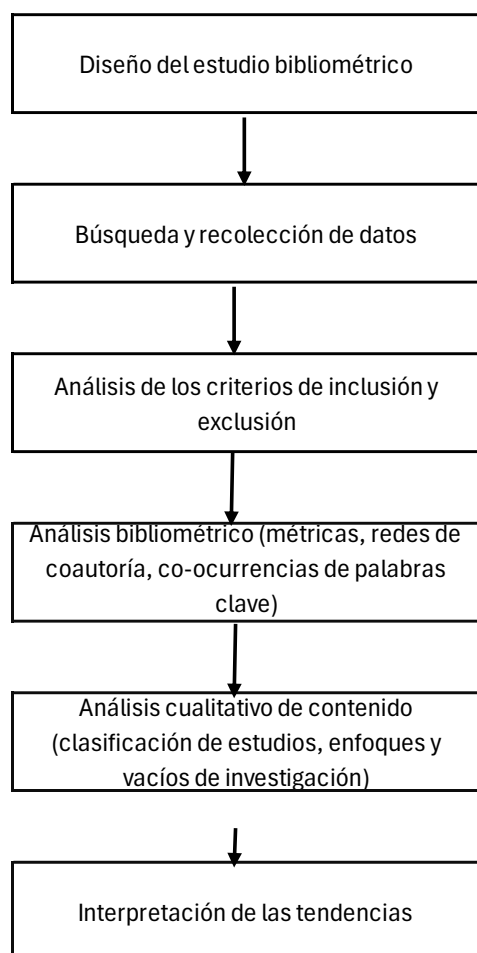 Diseño del estudio bibliométrico
Búsqueda y recolección de datos
Análisis de los criterios de inclusión y
exclusión
Análisis bibliométrico (métricas, redes de
coautoría, co-ocurrencias de palabras
clave)
Análisis cualitativo de contenido
(clasificación de estudios, enfoques y
vacíos de investigación)
Interpretación de las tendencias